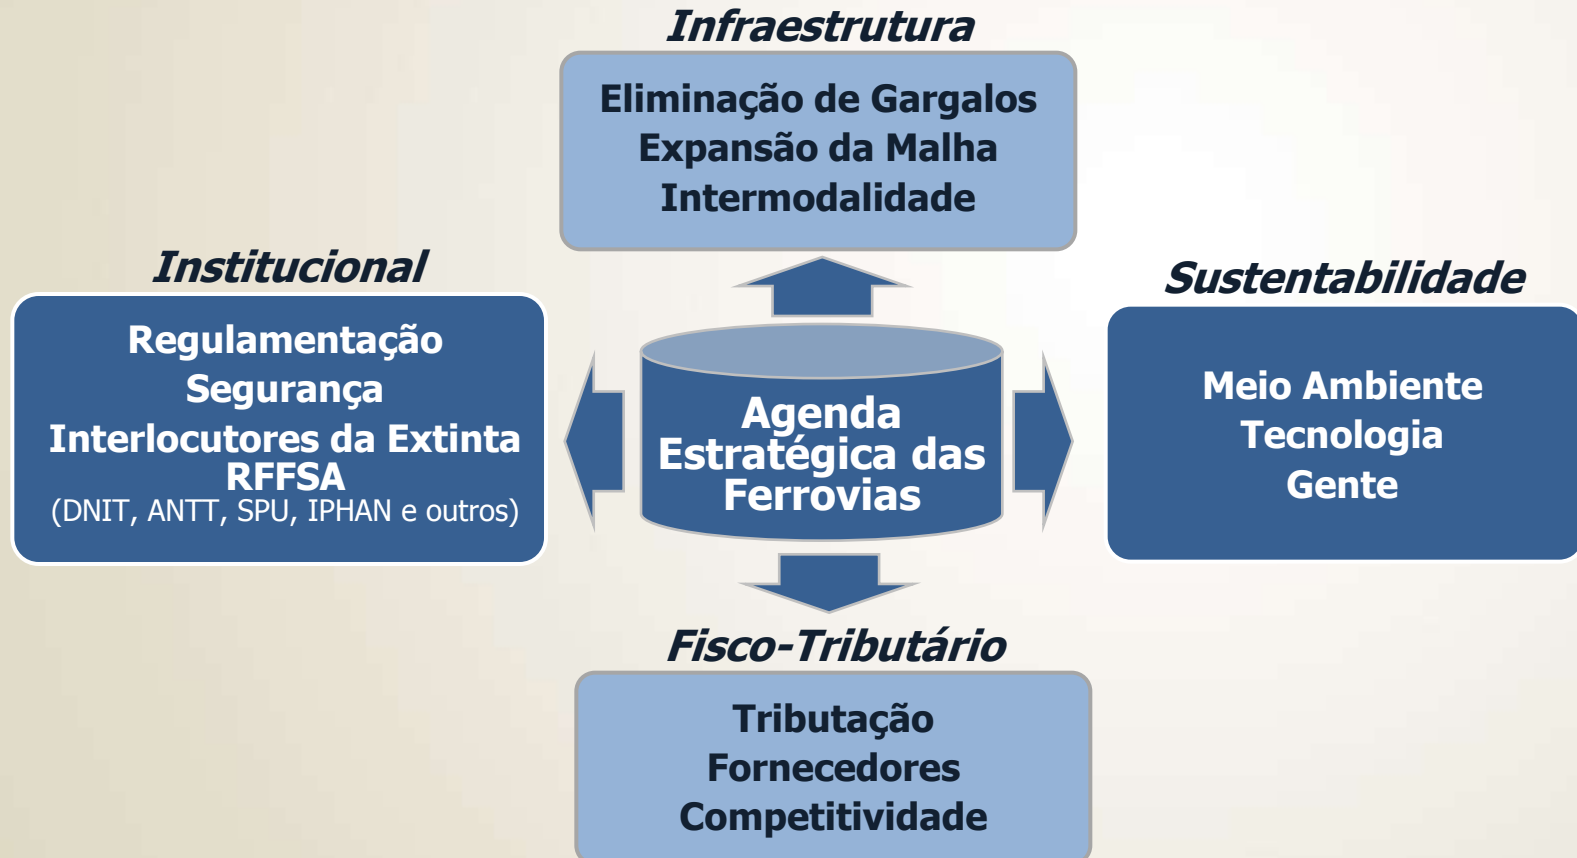 Infraestrutura
Eliminação de Gargalos
Expansão da Malha
Intermodalidade
Institucional
Regulamentação
Segurança
Interlocutores da Extinta
RFFSA
(DNIT, ANTT, SPU, IPHAN e outros)
Agenda
Estratégica das
Ferrovias
Sustentabilidade
Meio Ambiente
Tecnologia
Gente
Fisco-Tributário
Tributação
Fornecedores
Competitividade